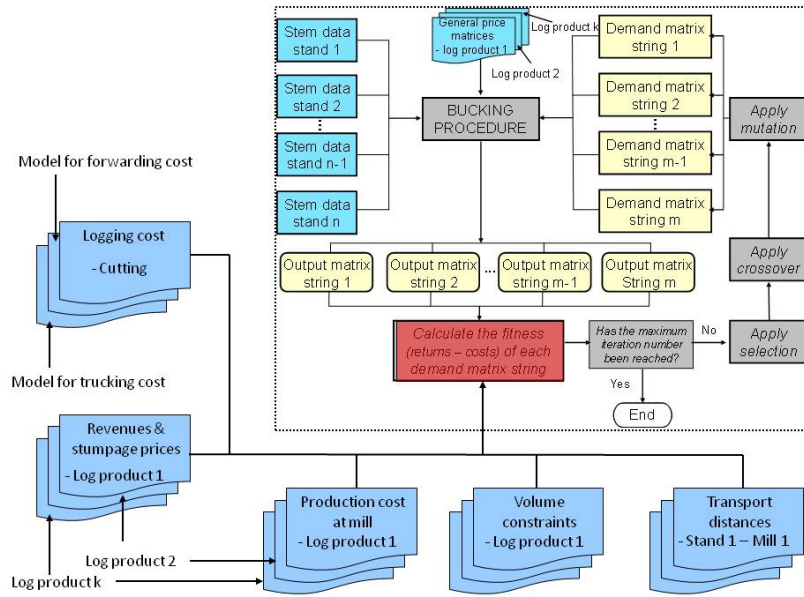 Stem data
stand 1
Stem data
stand 2
Stem data
stand n-1
Stem data
stand n
General price
matrices
- log product 1
Log product k
Log product 2
BUCKING
PROCEDURE
Demand matrix
string 1
Demand matrix
string 2
Demand matrix
string m-1
Demand matrix
string m
Apply
mutation
Apply
crossover
Apply
selection
Output matrix
string 1
Output matrix
string 2
...
Output matrix
string m-1
Output matrix
String m
Calculate the fitness
(returns – costs) of each
demand matrix string
Has the maximum
iteration number
been reached?
No
Yes
End
Model for forwarding cost
Logging cost
- Cutting
Model for trucking cost
Revenues &
stumpage prices
- Log product 1
Log product 2
Log product k
Production cost
at mill
- Log product 1
Volume
constraints
- Log product 1
Transport
distances
- Stand 1 – Mill 1